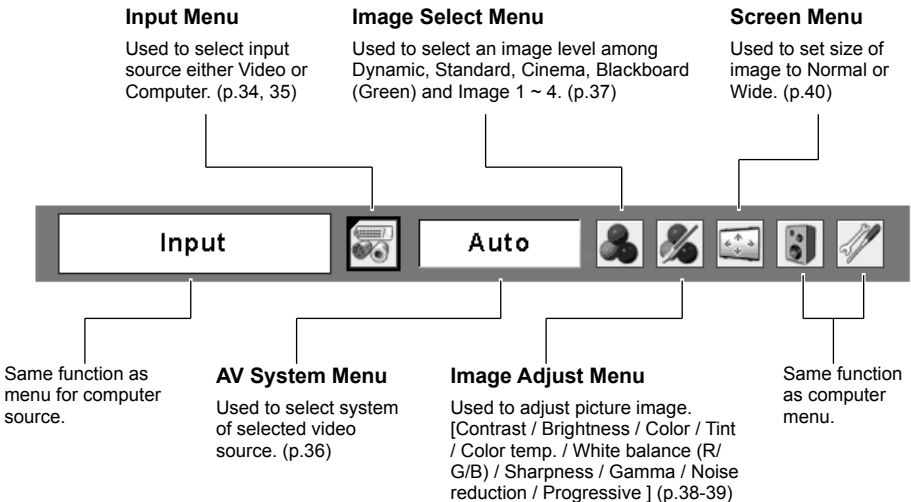 Input Menu
Used to select input
source either Video or
Computer. (p.34, 35)
Image Select Menu
Used to select an image level among
Dynamic, Standard, Cinema, Blackboard
(Green) and Image 1 ~ 4. (p.37)
Screen Menu
Used to set size of
image to Normal or
Wide. (p.40)
Input
Auto
Same function as
menu for computer
source.
AV System Menu
Used to select system
of selected video
source. (p.36)
Image Adjust Menu
Used to adjust picture image.
[Contrast / Brightness / Color / Tint
/ Color temp. / White balance (R/
G/B) / Sharpness / Gamma / Noise
reduction / Progressive ] (p.38-39)
Same function
as computer
menu.